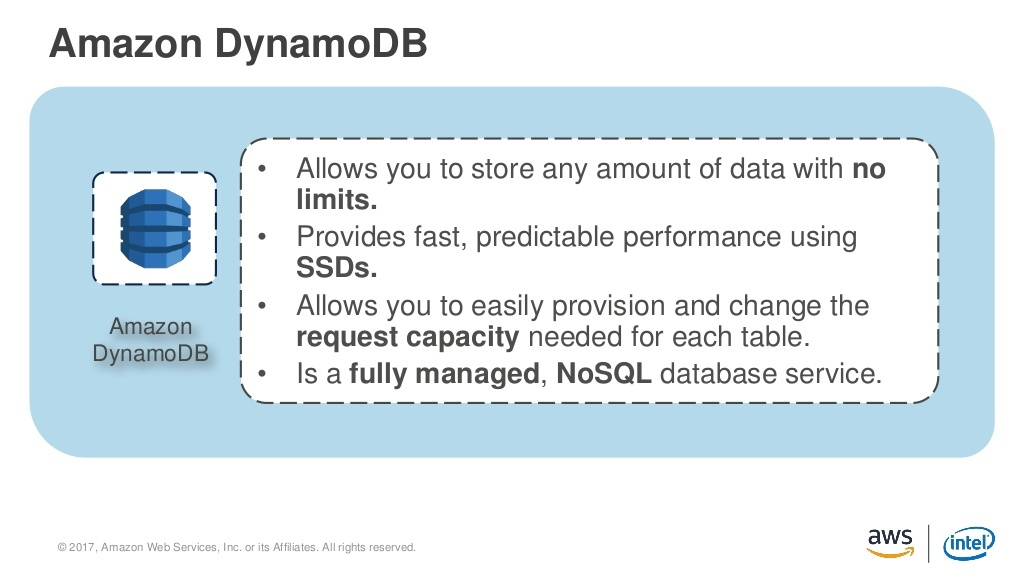 Amazon DynamoDB
• Allows you to store any amount of data with no
limits.
• Provides fast, predictable performance using
SSDs.
• Allows you to easily provision and change the
request capacity needed for each table.
• Is a fully managed, NoSQL database service.
Amazon
DynamoDB
© 2017, Amazon Web Services, Inc. or its Affiliates. All rights reserved.
aws
intel